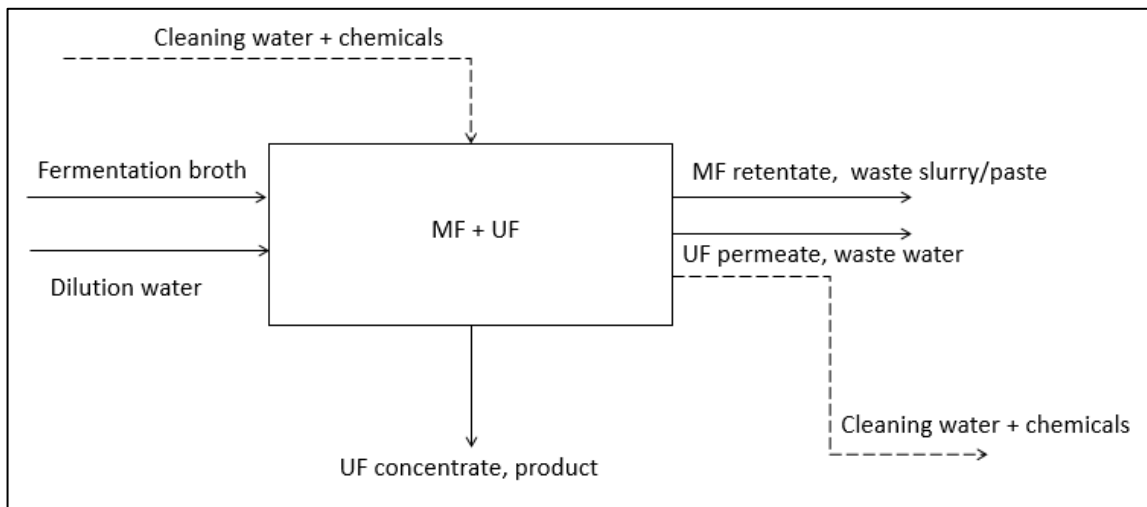 Cleaning water + chemicals
Fermentation broth
MF retentate, waste slurry/paste
MF + UF
UF permeate, waste water
Dilution water
Cleaning water + chemicals
UF concentrate, product